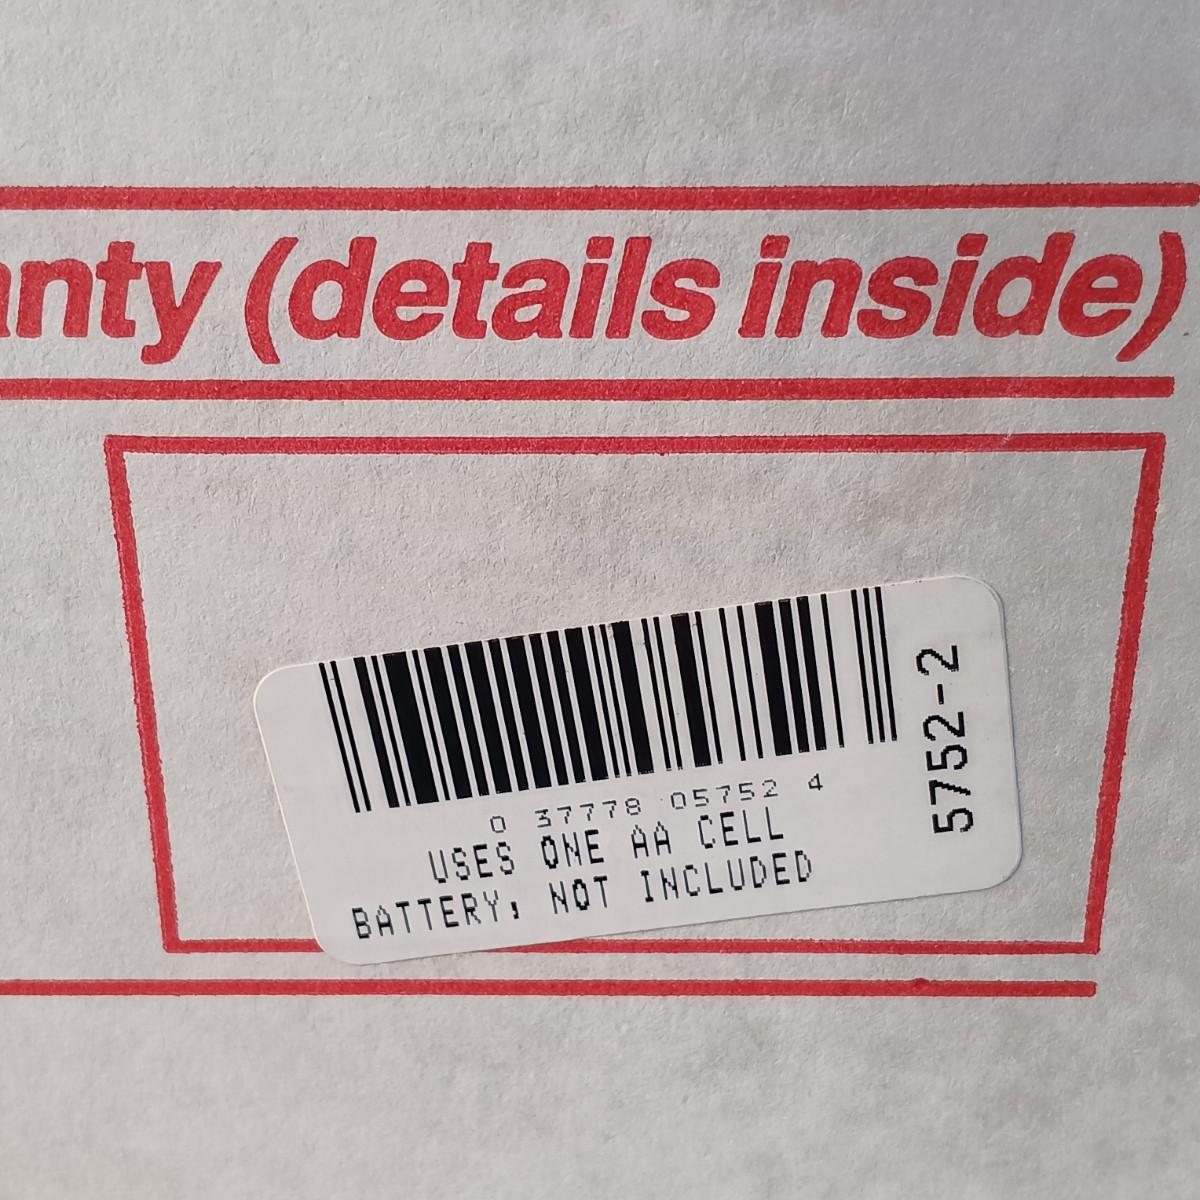 anty (details inside)
0 37778 05752 4
USES ONE AA CELL
BATTERY, NOT INCLUDED
5752-2